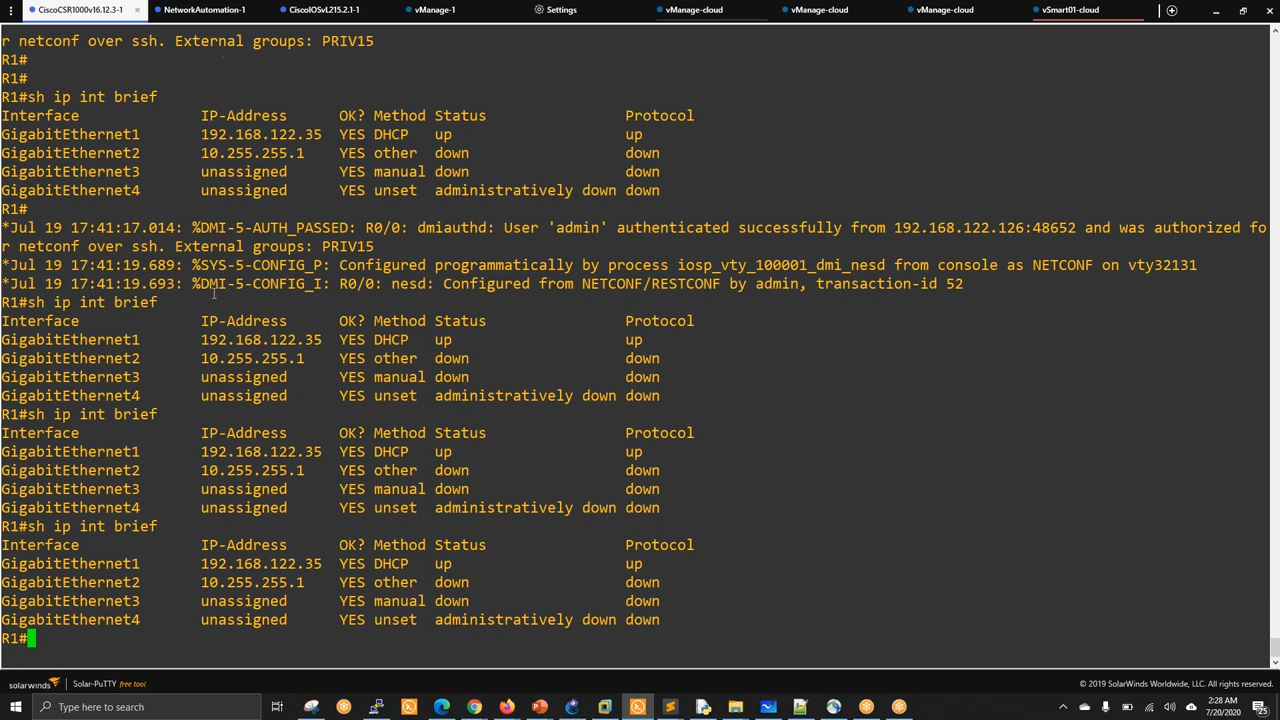 CiscoCSR1000v16.12.3-1
NetworkAutomation-1
CiscoIOSvL215.2.1-1
vManage-1
Settings
vManage-cloud
vManage-cloud
vManage-cloud
vSmart01-cloud
r netconf over ssh. External groups: PRIV15
R1#
R1#
R1#sh ip int brief
Interface IP-Address OK? Method Status Protocol
GigabitEthernet1 192.168.122.35 YES DHCP up up
GigabitEthernet2 10.255.255.1 YES other down down
GigabitEthernet3 unassigned YES manual down down
GigabitEthernet4 unassigned YES unset administratively down down
R1#
*Jul 19 17:41:17.014: %DMI-5-AUTH_PASSED: R0/0: dmiauthd: User 'admin' authenticated successfully from 192.168.122.126:48652 and was authorized fo
r netconf over ssh. External groups: PRIV15
*Jul 19 17:41:19.689: %SYS-5-CONFIG_P: Configured programmatically by process iosp_vty_100001_dmi_nesd from console as NETCONF on vty32131
*Jul 19 17:41:19.693: %DMI-5-CONFIG_I: R0/0: nesd: Configured from NETCONF/RESTCONF by admin, transaction-id 52
R1#sh ip int brief
Interface IP-Address OK? Method Status Protocol
GigabitEthernet1 192.168.122.35 YES DHCP up up
GigabitEthernet2 10.255.255.1 YES other down down
GigabitEthernet3 unassigned YES manual down down
GigabitEthernet4 unassigned YES unset administratively down down
R1#sh ip int brief
Interface IP-Address OK? Method Status Protocol
GigabitEthernet1 192.168.122.35 YES DHCP up up
GigabitEthernet2 10.255.255.1 YES other down down
GigabitEthernet3 unassigned YES manual down down
GigabitEthernet4 unassigned YES unset administratively down down
R1#sh ip int brief
Interface IP-Address OK? Method Status Protocol
GigabitEthernet1 192.168.122.35 YES DHCP up up
GigabitEthernet2 10.255.255.1 YES other down down
GigabitEthernet3 unassigned YES manual down down
GigabitEthernet4 unassigned YES unset administratively down down
R1#
solarwinds Solar-PuTTY free tool
© 2019 SolarWinds Worldwide, LLC. All rights reserved.
Type here to search
2:28 AM
7/20/2020
25